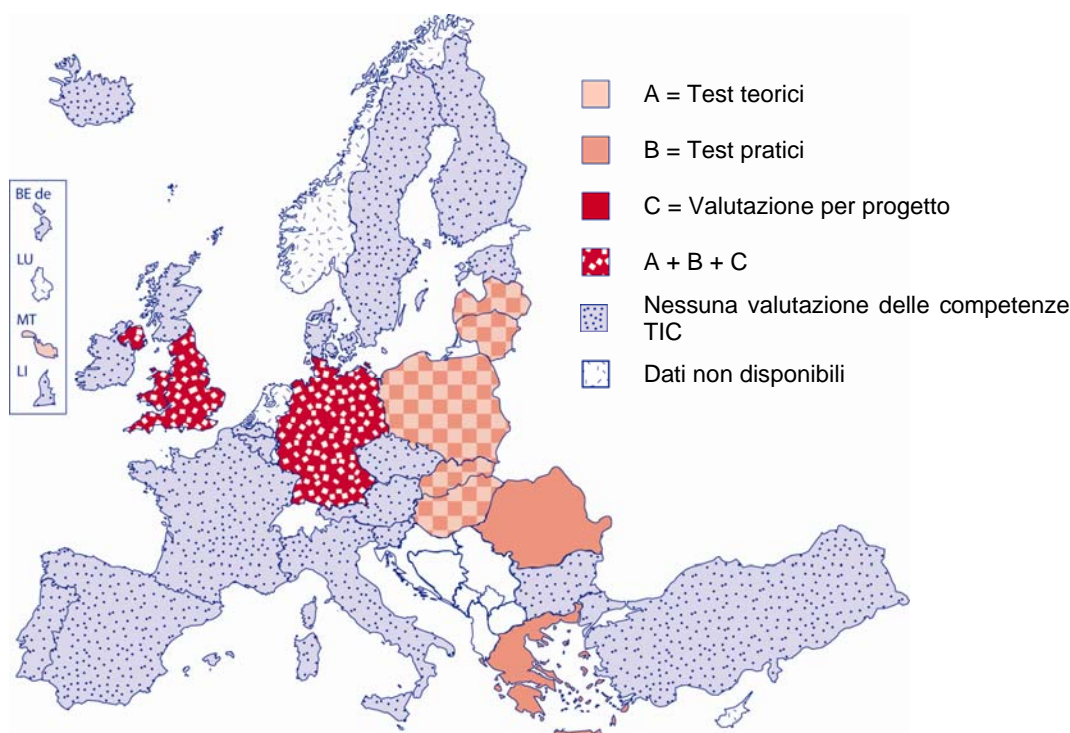 A = Test teorici
B = Test pratici
C = Valutazione per progetto
A + B + C
Nessuna valutazione delle competenze
TIC
Dati non disponibili
BE de
LU
MT
LI